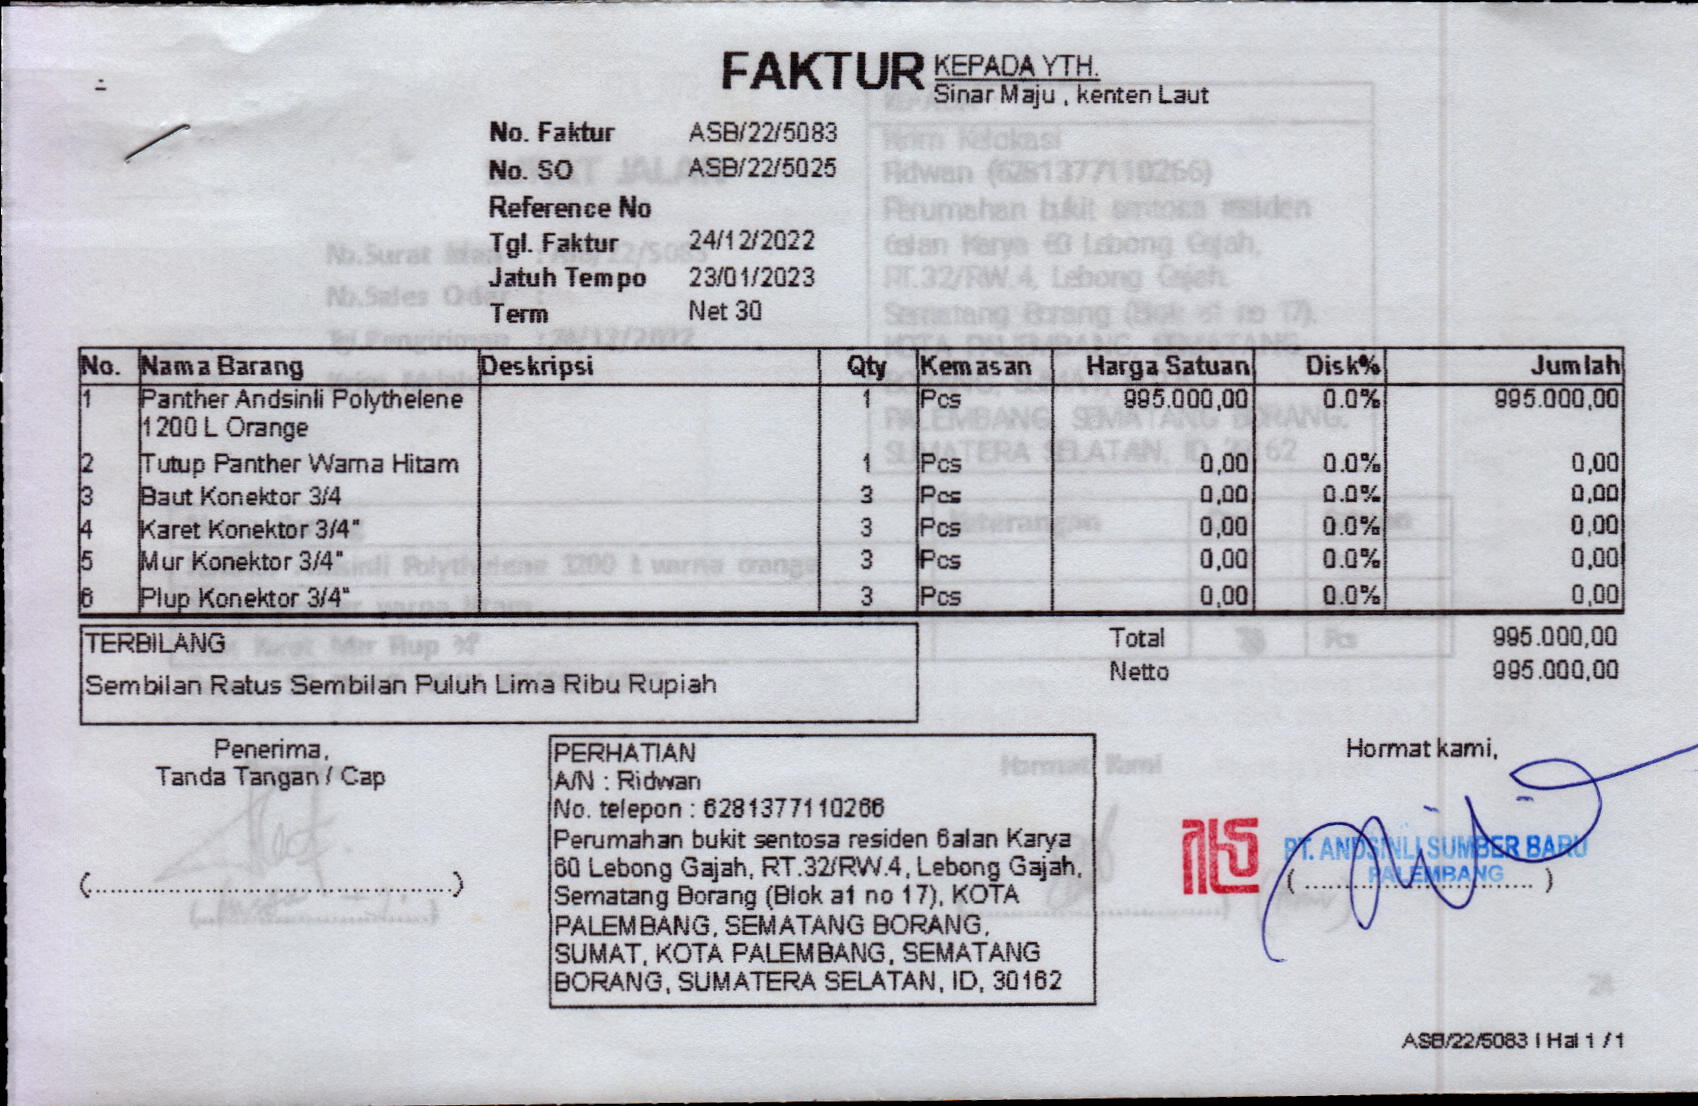 FAKTUR
KEPADA YTH.
Sinar Maju , kenten Laut
No. Faktur ASB/22/5083
No. SO ASB/22/5025
Reference No
Tgl. Faktur 24/12/2022
Jatuh Tempo 23/01/2023
Term Net 30
No. Nama Barang Deskripsi Qty Kemasan Harga Satuan Disk% Jumlah
1 Panther Andsinli Polythelene 1 Pcs 995.000,00 0.0% 995.000,00
1200 L Orange
2 Tutup Panther Warna Hitam 1 Pcs 0,00 0.0% 0,00
3 Baut Konektor 3/4 3 Pcs 0,00 0.0% 0,00
4 Karet Konektor 3/4" 3 Pcs 0,00 0.0% 0,00
5 Mur Konektor 3/4" 3 Pcs 0,00 0.0% 0,00
6 Plup Konektor 3/4" 3 Pcs 0,00 0.0% 0,00
TERBILANG
Sembilan Ratus Sembilan Puluh Lima Ribu Rupiah
Total 995.000,00
Netto 995.000,00
Penerima,
Tanda Tangan / Cap
(............................................)
PERHATIAN
A/N : Ridwan
No. telepon : 6281377110266
Perumahan bukit sentosa residen 6alan Karya
60 Lebong Gajah, RT.32/RW.4, Lebong Gajah,
Sematang Borang (Blok a1 no 17), KOTA
PALEMBANG, SEMATANG BORANG,
SUMAT, KOTA PALEMBANG, SEMATANG
BORANG, SUMATERA SELATAN, ID, 30162
Hormat kami,
PT. ANDSINLI SUMBER BARU
PALEMBANG
(............................)
ASB/22/5083 | Hal 1 / 1